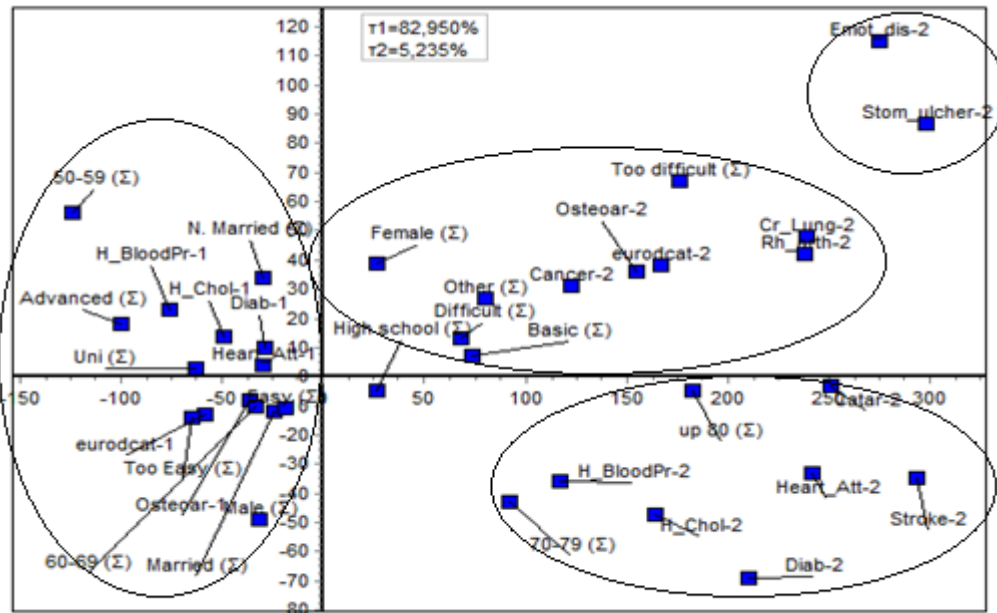 120
τ1=82,950%
τ2=5,235%
Emot_dis-2
110
100
90
Stom_ulcher-2
80
70
50-59 (Σ)
60
Too difficult (Σ)
50
Osteoar-2
N. Married (Σ)
Female (Σ)
Cr_Lung-2
H_BloodPr-1
40
eurodcat-2
Rh_Arth-2
30
Cancer-2
H_Chol-1
Other (Σ)
Advanced (Σ)
Diab-1
20
Difficult (Σ)
High school (Σ)
Basic (Σ)
10
Uni (Σ)
Heart_Att-1
0
-150
-100
-50
0
50
100
150
200
250
300
Easy (Σ)
-10
Catar-2
up 80 (Σ)
eurodcat-1
-20
Too Easy (Σ)
-30
H_BloodPr-2
Heart_Att-2
Osteoar-1
-40
Male (Σ)
Stroke-2
H_Chol-2
-50
70-79 (Σ)
60-69 (Σ)
Married (Σ)
-60
Diab-2
-70
80